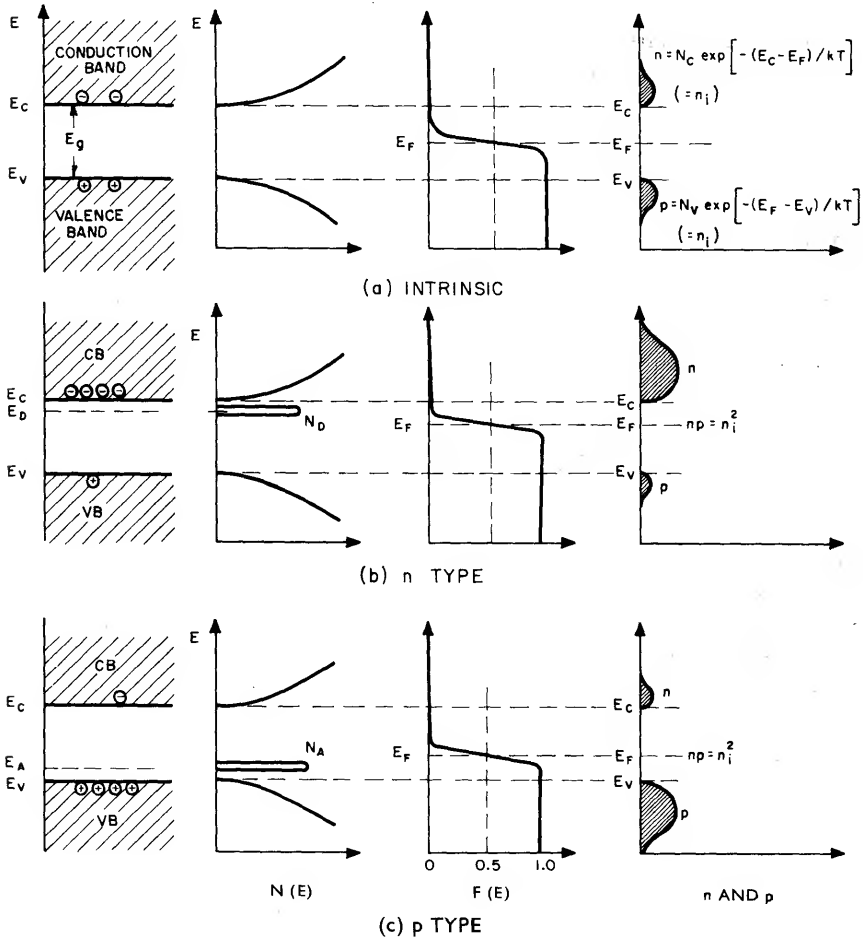 E
E
CONDUCTION
BAND
n = N_C exp [-(E_C-E_F)/kT]
(= n_i)
E_C
E_g
E_C
E_F
E_F
E_V
E_V
VALENCE
BAND
p = N_V exp [-(E_F - E_V)/kT]
(= n_i)
(a) INTRINSIC
E
CB
n
E_C
E_C
E_D
N_D
E_F
E_F
np = n_i^2
E_V
E_V
p
VB
(b) n TYPE
E
CB
n
E_C
E_C
N_A
E_F
E_F
np = n_i^2
E_A
E_V
E_V
p
VB
0 0.5 1.0
N (E) F (E) n AND p
(c) p TYPE